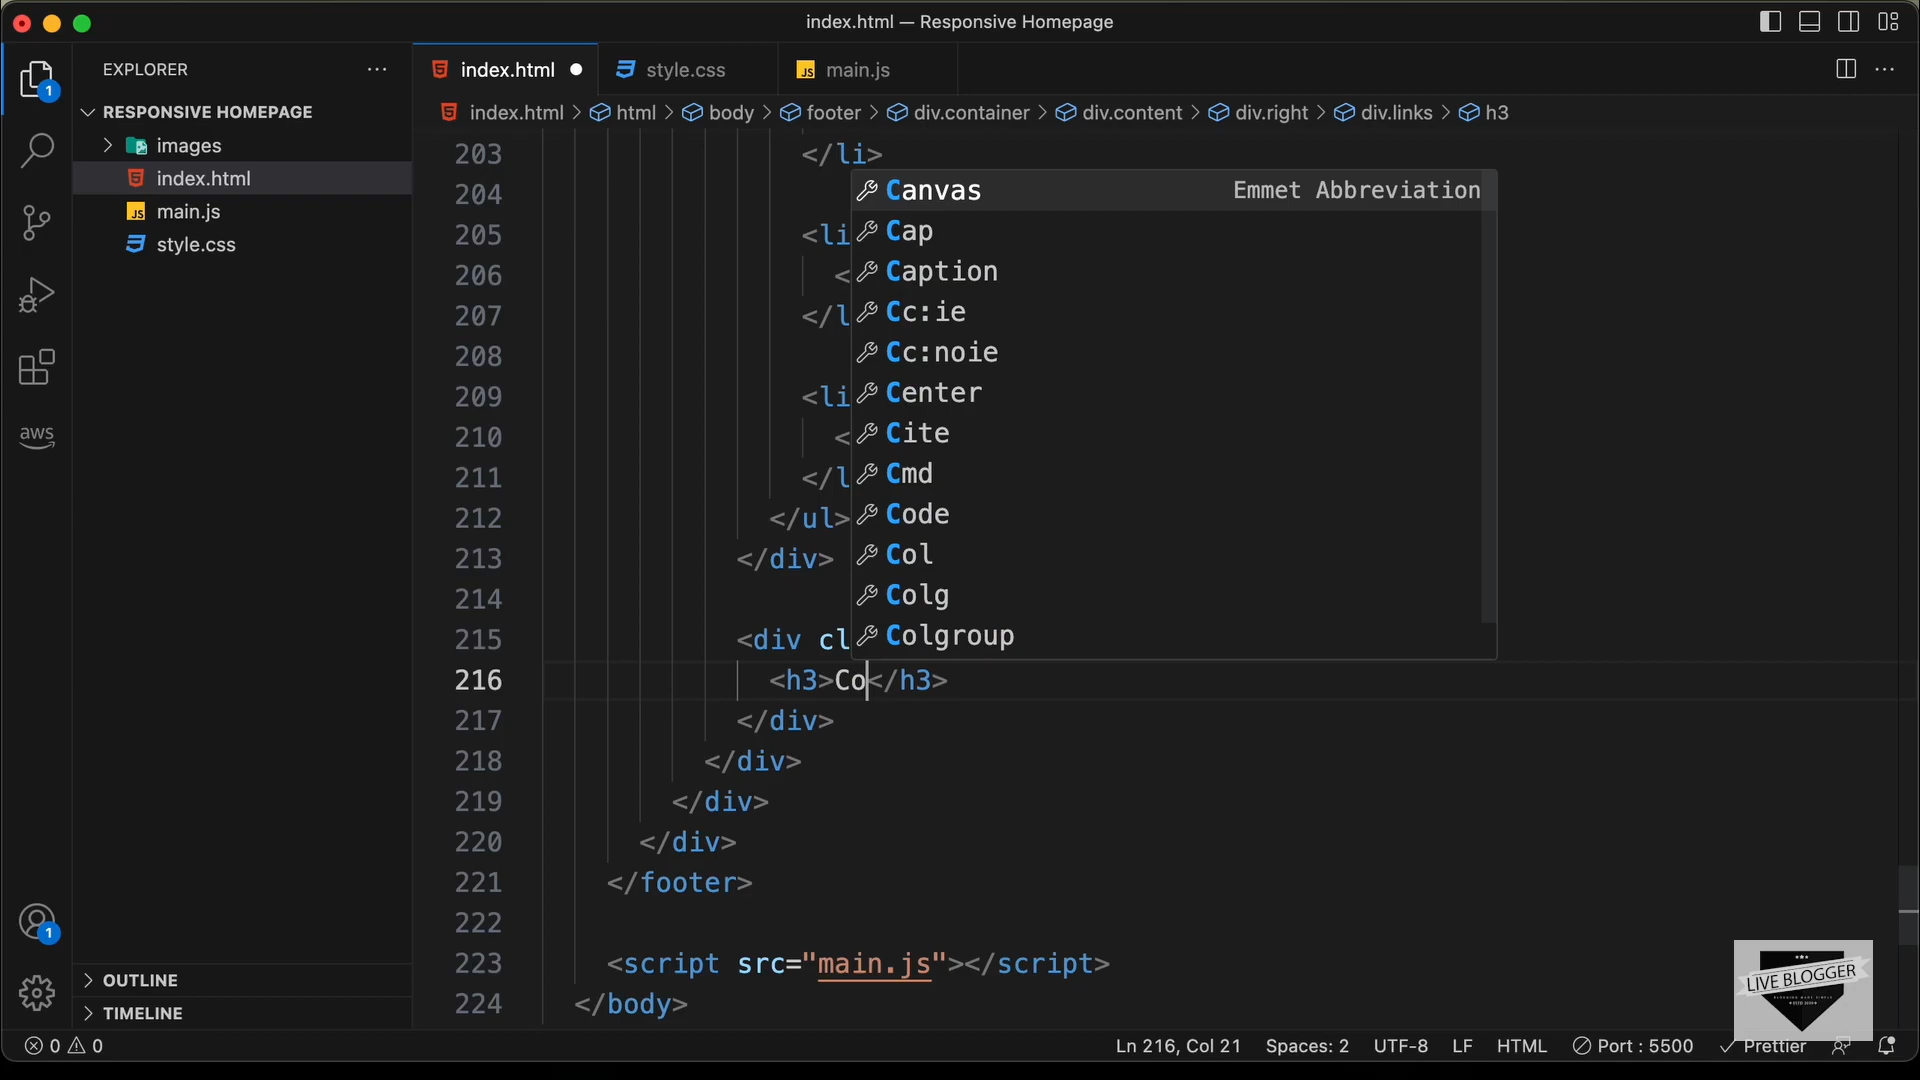 index.html — Responsive Homepage
EXPLORER
index.html
style.css
JS main.js
1
RESPONSIVE HOMEPAGE
index.html > html > body > footer > div.container > div.content > div.right > div.links > h3
images
index.html
JS main.js
style.css
aws
203 </li>
204
205 <li
206 <
207 </l
208
209 <li
210 <
211 </l
212 </ul>
213 </div>
214
215 <div cl
216 <h3>Co</h3>
217 </div>
218 </div>
219 </div>
220 </div>
221 </footer>
222
223 <script src="main.js"></script>
224 </body>
Canvas Emmet Abbreviation
Cap
Caption
Cc:ie
Cc:noie
Center
Cite
Cmd
Code
Col
Colg
Colgroup
1
OUTLINE
TIMELINE
LIVE BLOGGER
0 0
Ln 216, Col 21 Spaces: 2 UTF-8 LF HTML Port : 5500 Prettier